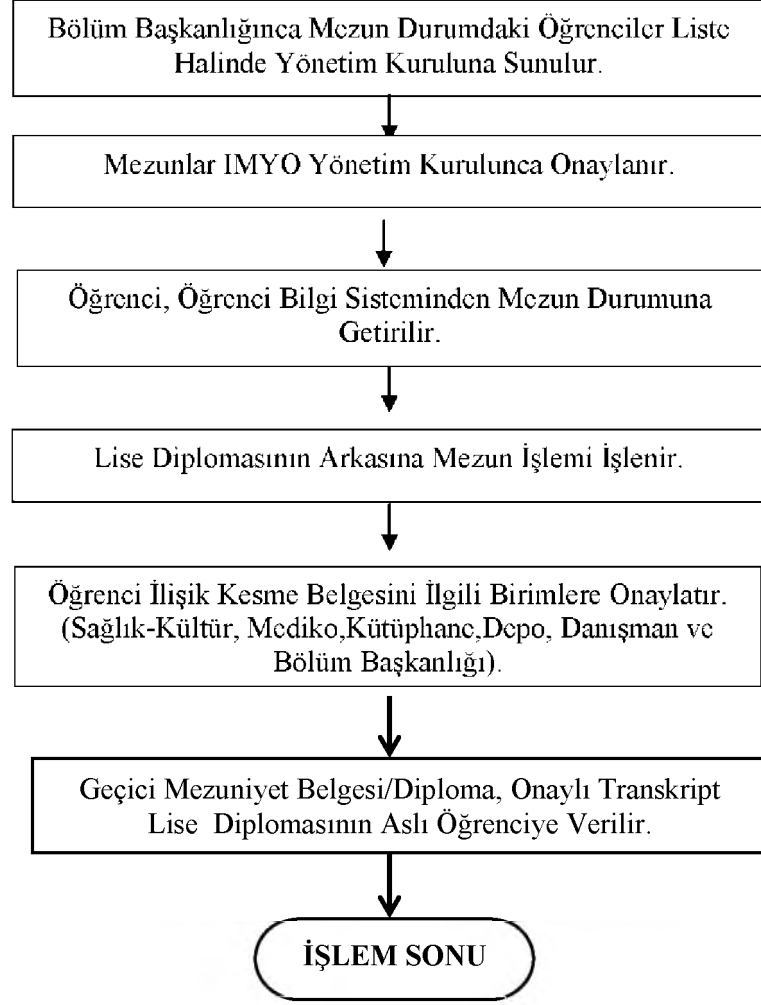 Bölüm Başkanlığınca Mezun Durumdaki Öğrenciler Liste
Halinde Yönetim Kuruluna Sunulur.
Mezunlar IMYO Yönetim Kurulunca Onaylanır.
Öğrenci, Öğrenci Bilgi Sisteminden Mezun Durumuna
Getirilir.
Lise Diplomasının Arkasına Mezun İşlemi İşlenir.
Öğrenci İlişik Kesme Belgesini İlgili Birimlere Onaylatır.
(Sağlık-Kültür, Mediko,Kütüphane,Depo, Danışman ve
Bölüm Başkanlığı).
Geçici Mezuniyet Belgesi/Diploma, Onaylı Transkript
Lise Diplomasının Aslı Öğrenciye Verilir.
İŞLEM SONU